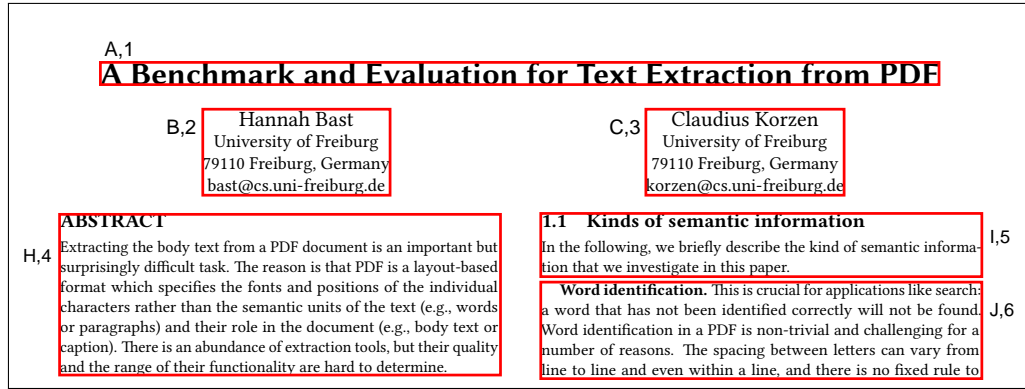 A,1
A Benchmark and Evaluation for Text Extraction from PDF
B,2
Hannah Bast
University of Freiburg
79110 Freiburg, Germany
bast@cs.uni-freiburg.de
C,3
Claudius Korzen
University of Freiburg
79110 Freiburg, Germany
korzen@cs.uni-freiburg.de
H,4
ABSTRACT
Extracting the body text from a PDF document is an important but
surprisingly difficult task. The reason is that PDF is a layout-based
format which specifies the fonts and positions of the individual
characters rather than the semantic units of the text (e.g., words
or paragraphs) and their role in the document (e.g., body text or
caption). There is an abundance of extraction tools, but their quality
and the range of their functionality are hard to determine.
I,5
1.1 Kinds of semantic information
In the following, we briefly describe the kind of semantic informa-
tion that we investigate in this paper.
J,6
Word identification. This is crucial for applications like search:
a word that has not been identified correctly will not be found.
Word identification in a PDF is non-trivial and challenging for a
number of reasons. The spacing between letters can vary from
line to line and even within a line, and there is no fixed rule to